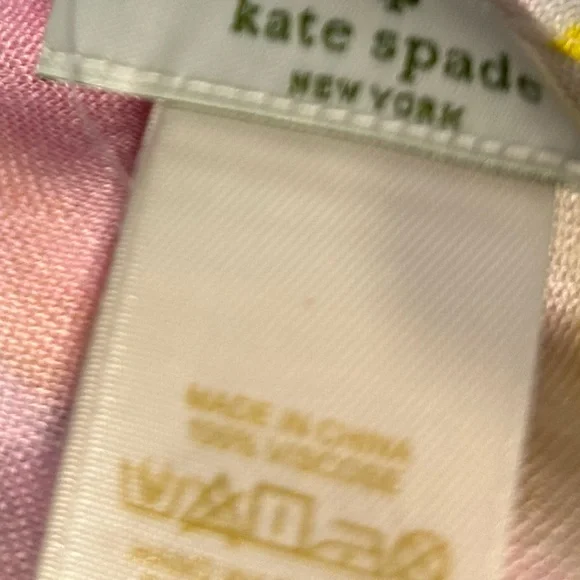 kate spade
NEW YORK
MADE IN CHINA
100% VISCOSE